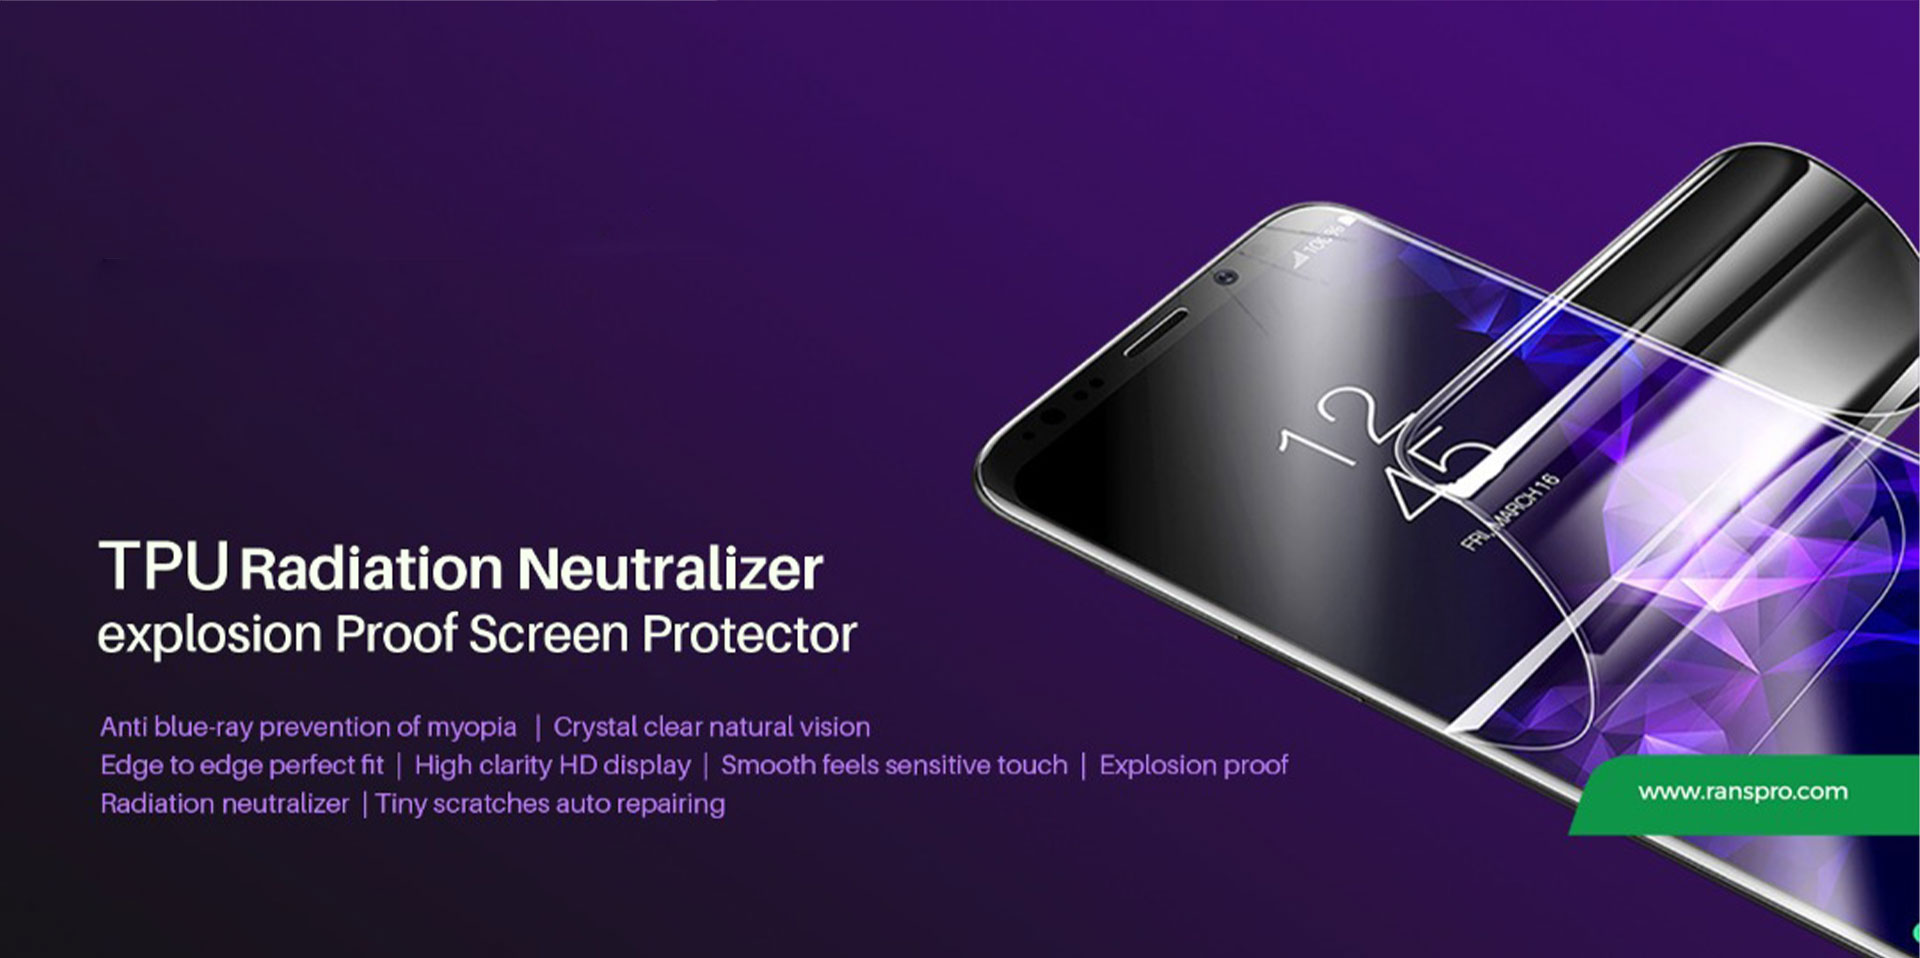 100 %
12
45
FRI, MARCH 16
TPU Radiation Neutralizer
explosion Proof Screen Protector
Anti blue-ray prevention of myopia | Crystal clear natural vision
Edge to edge perfect fit | High clarity HD display | Smooth feels sensitive touch | Explosion proof
Radiation neutralizer | Tiny scratches auto repairing
www.ranspro.com